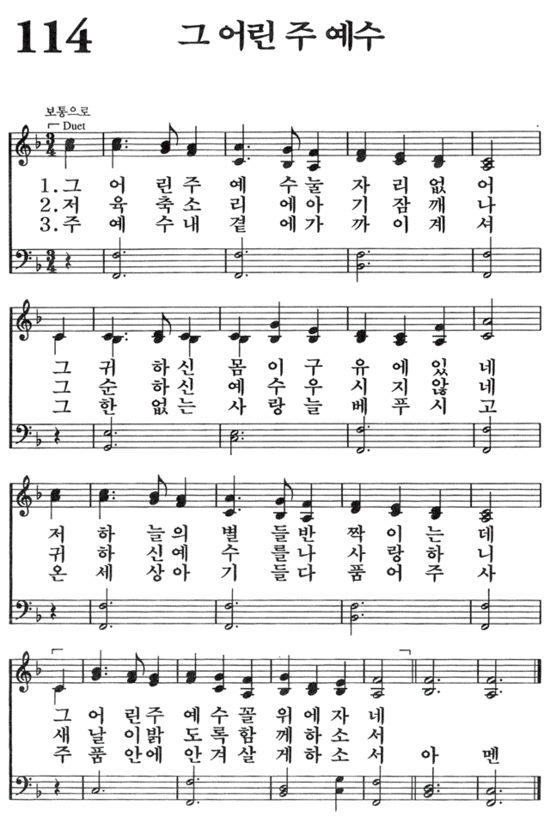 114 그 어린 주 예수
보통으로
Duet
3/4
1.그 어 린주 예 수눌 자 리없 어
2.저 육축소 리 에아 기잠깨 나
3.주 예 수내 곁 에가 까이계 셔
3/4
그 귀 하신 몸이구 유에있 네
그 순 하신 예수우 시지않 네
그 한 없는 사랑늘 베푸시 고
저 하 늘의 별 들반 짝이는 데
귀 하 신예 수 를나 사랑하 니
온 세 상아 기 들다 품어주 사
그 어 린주 예 수꼴 위에자 네
새 날 이밝 도록함 께하소 서
주 품 안에 안겨살 게하소 서 아 멘